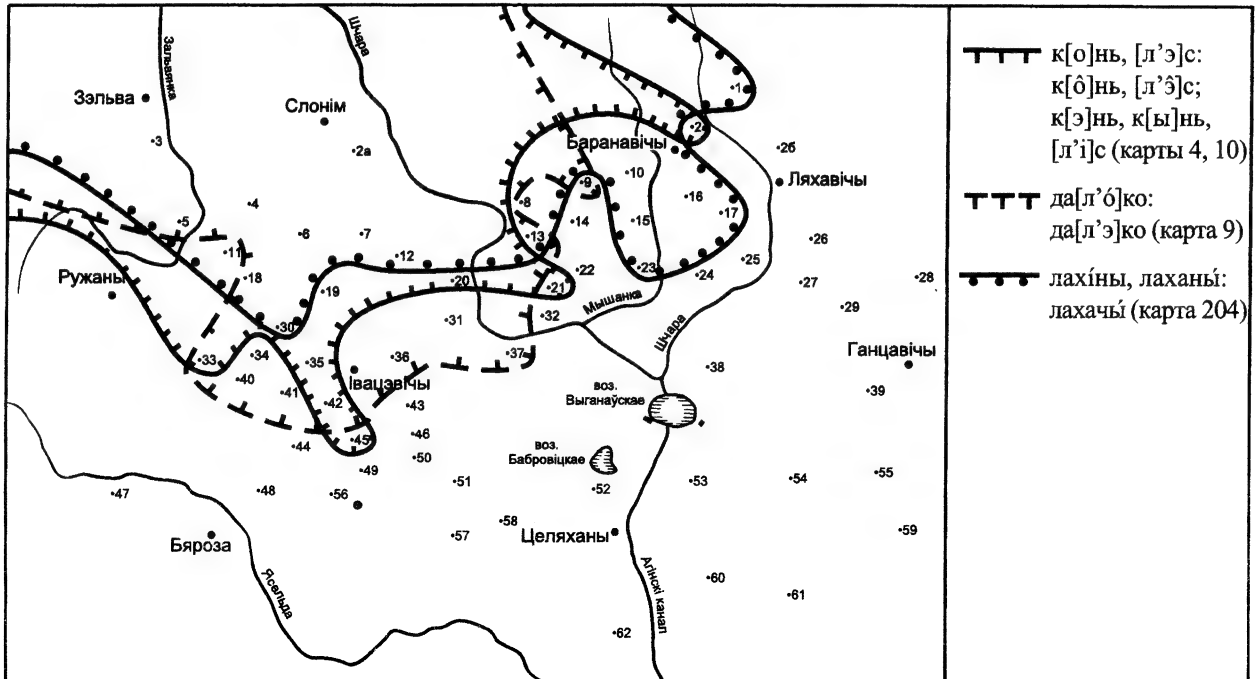 Зэльва
Зальвянка
Шчара
Слонім
•3
•2а
•1
•2
•2б
Баранавічы
•10
Ляхавічы
•9
•8
•16
•17
•4
•5
•6
•7
•11
•12
•13
•14
•15
•26
•18
•19
•20
•21
•22
•23
•24
•25
•27
•28
•29
Ружаны
Мышанка
Шчара
•30
•31
•32
•33
•34
•35
•36
•37
•38
Ганцавічы
•39
•40
•41
•42
•43
Івацэвічы
воз.
Выганаўскае
•44
•45
•46
воз.
Бабровіцкае
•47
•48
•49
•50
•51
•52
•53
•54
•55
•56
•57
•58
•59
Бяроза
Целяханы
Ясельда
Агінскі канал
•60
•61
•62
к[о]нь, [л’э]с:
к[ô]нь, [л’э̂]с;
к[э]нь, к[ы]нь,
[л’і]с (карты 4, 10)
да[л’о́]ко:
да[л’э]ко (карта 9)
лахі́ны, лаханы́:
лахачы́ (карта 204)